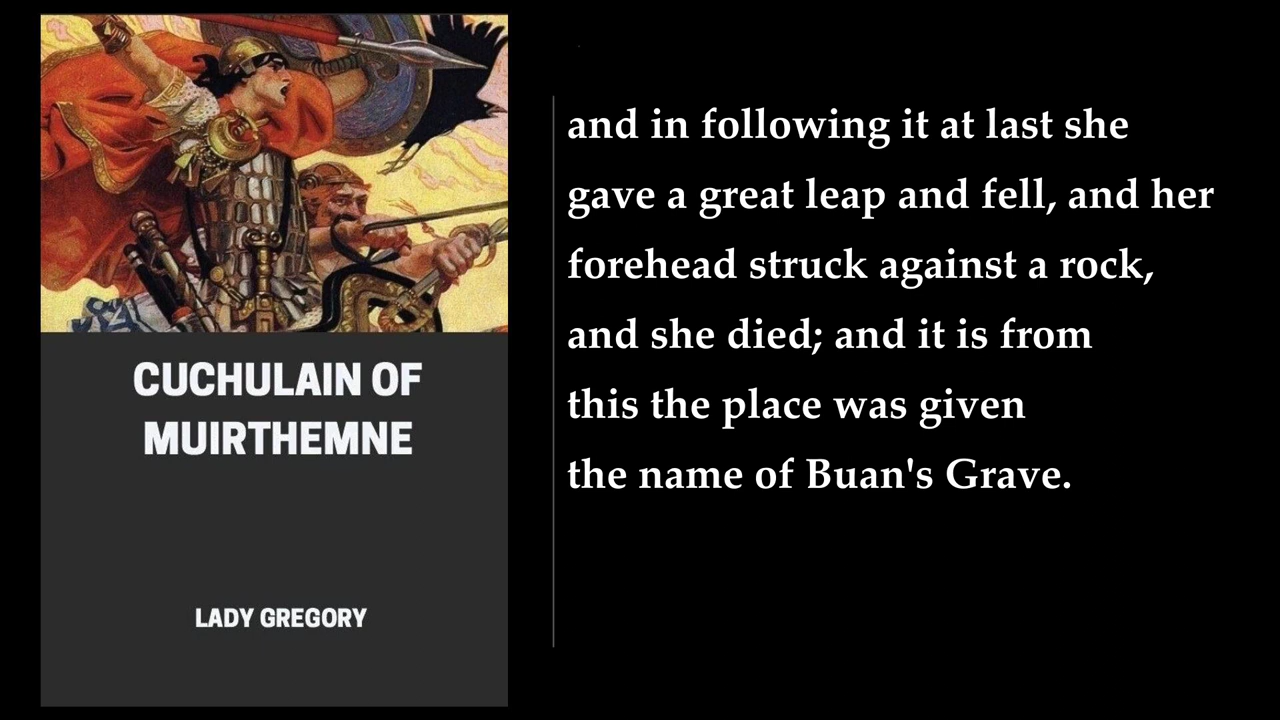 CUCHULAIN OF
MUIRTHEMNE
LADY GREGORY
and in following it at last she
gave a great leap and fell, and her
forehead struck against a rock,
and she died; and it is from
this the place was given
the name of Buan's Grave.